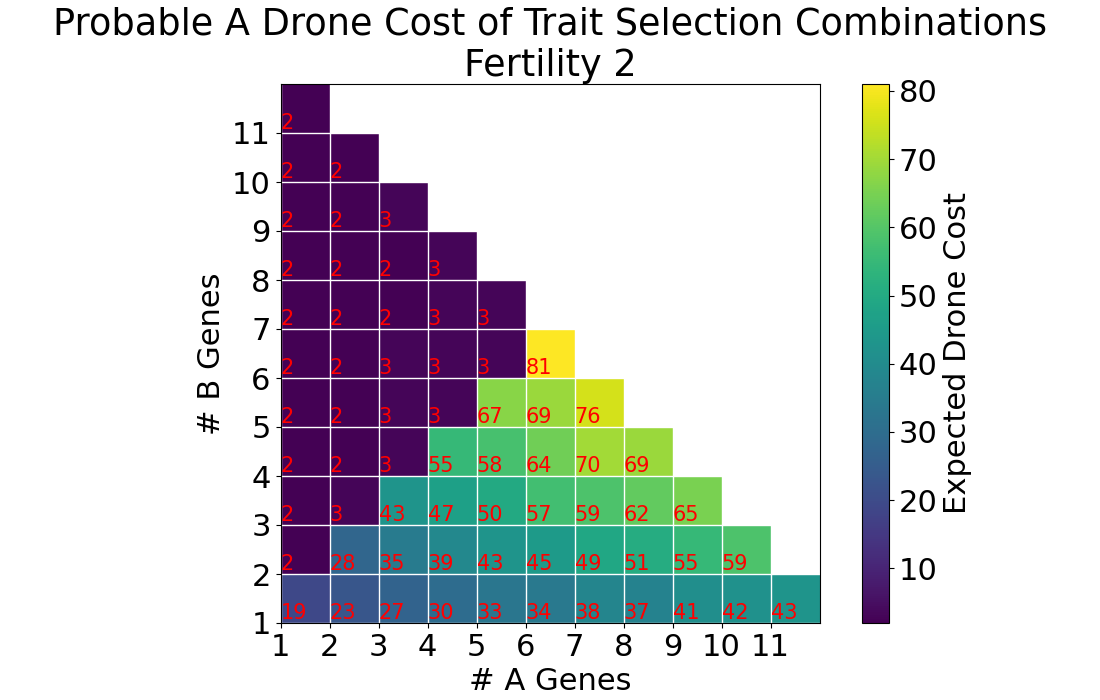 Probable A Drone Cost of Trait Selection Combinations
Fertility 2
80
70
60
50
40
30
20
10
Expected Drone Cost
# B Genes
11
10
9
8
7
6
5
4
3
2
1
2
2 2
2 2 3
2 2 2 3
2 2 2 3 3
2 2 3 3 3 81
2 2 3 3 67 69 76
2 2 3 55 58 64 70 69
2 3 43 47 50 57 59 62 65
2 28 35 39 43 45 49 51 55 59
19 23 27 30 33 34 38 37 41 42 43
1 2 3 4 5 6 7 8 9 10 11
# A Genes